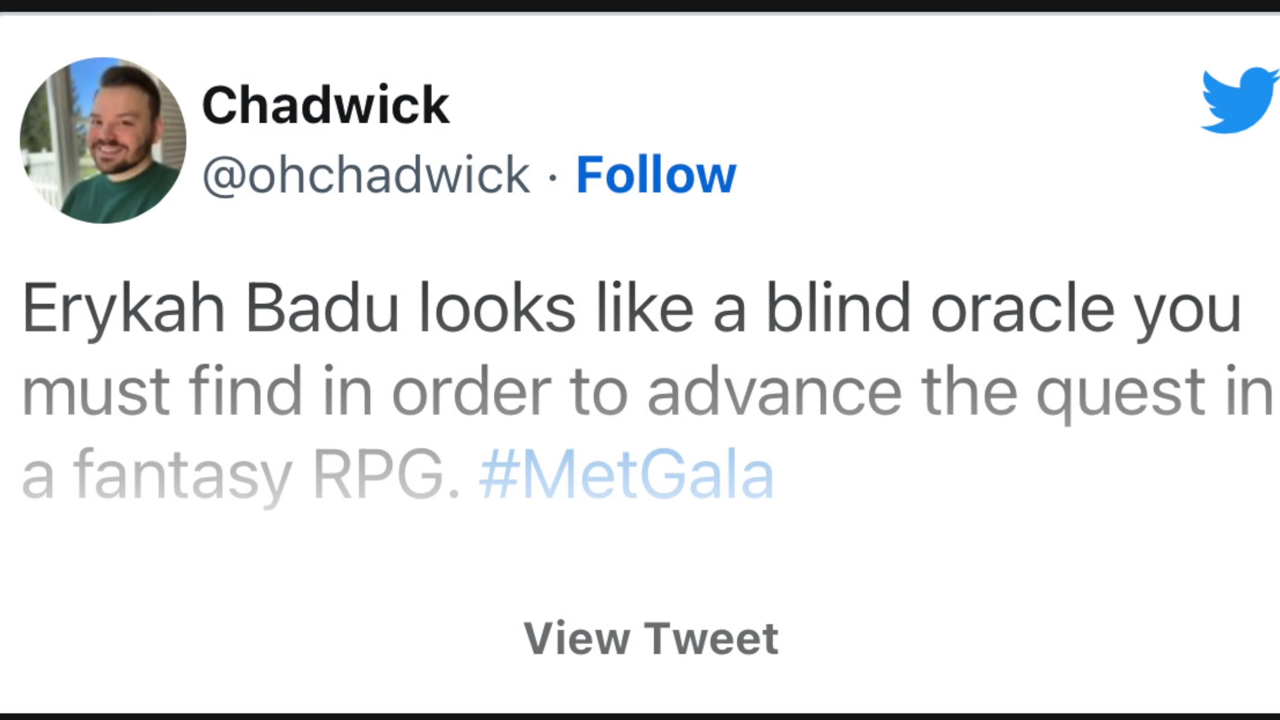 Chadwick
@ohchadwick · Follow
Erykah Badu looks like a blind oracle you
must find in order to advance the quest in
a fantasy RPG. #MetGala
View Tweet